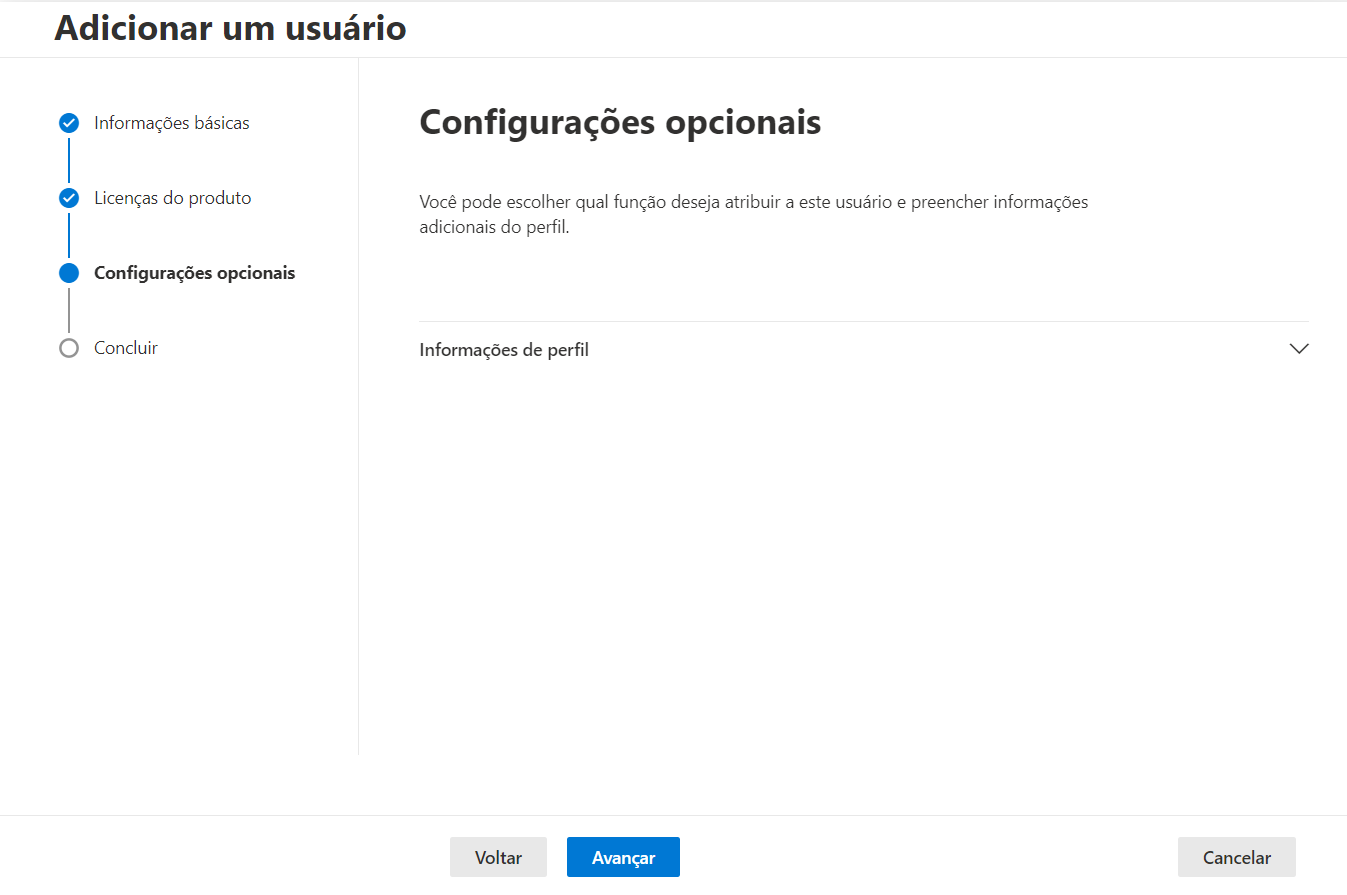 Adicionar um usuário
Informações básicas
Licenças do produto
Configurações opcionais
Concluir
Configurações opcionais
Você pode escolher qual função deseja atribuir a este usuário e preencher informações
adicionais do perfil.
Informações de perfil
Voltar
Avançar
Cancelar